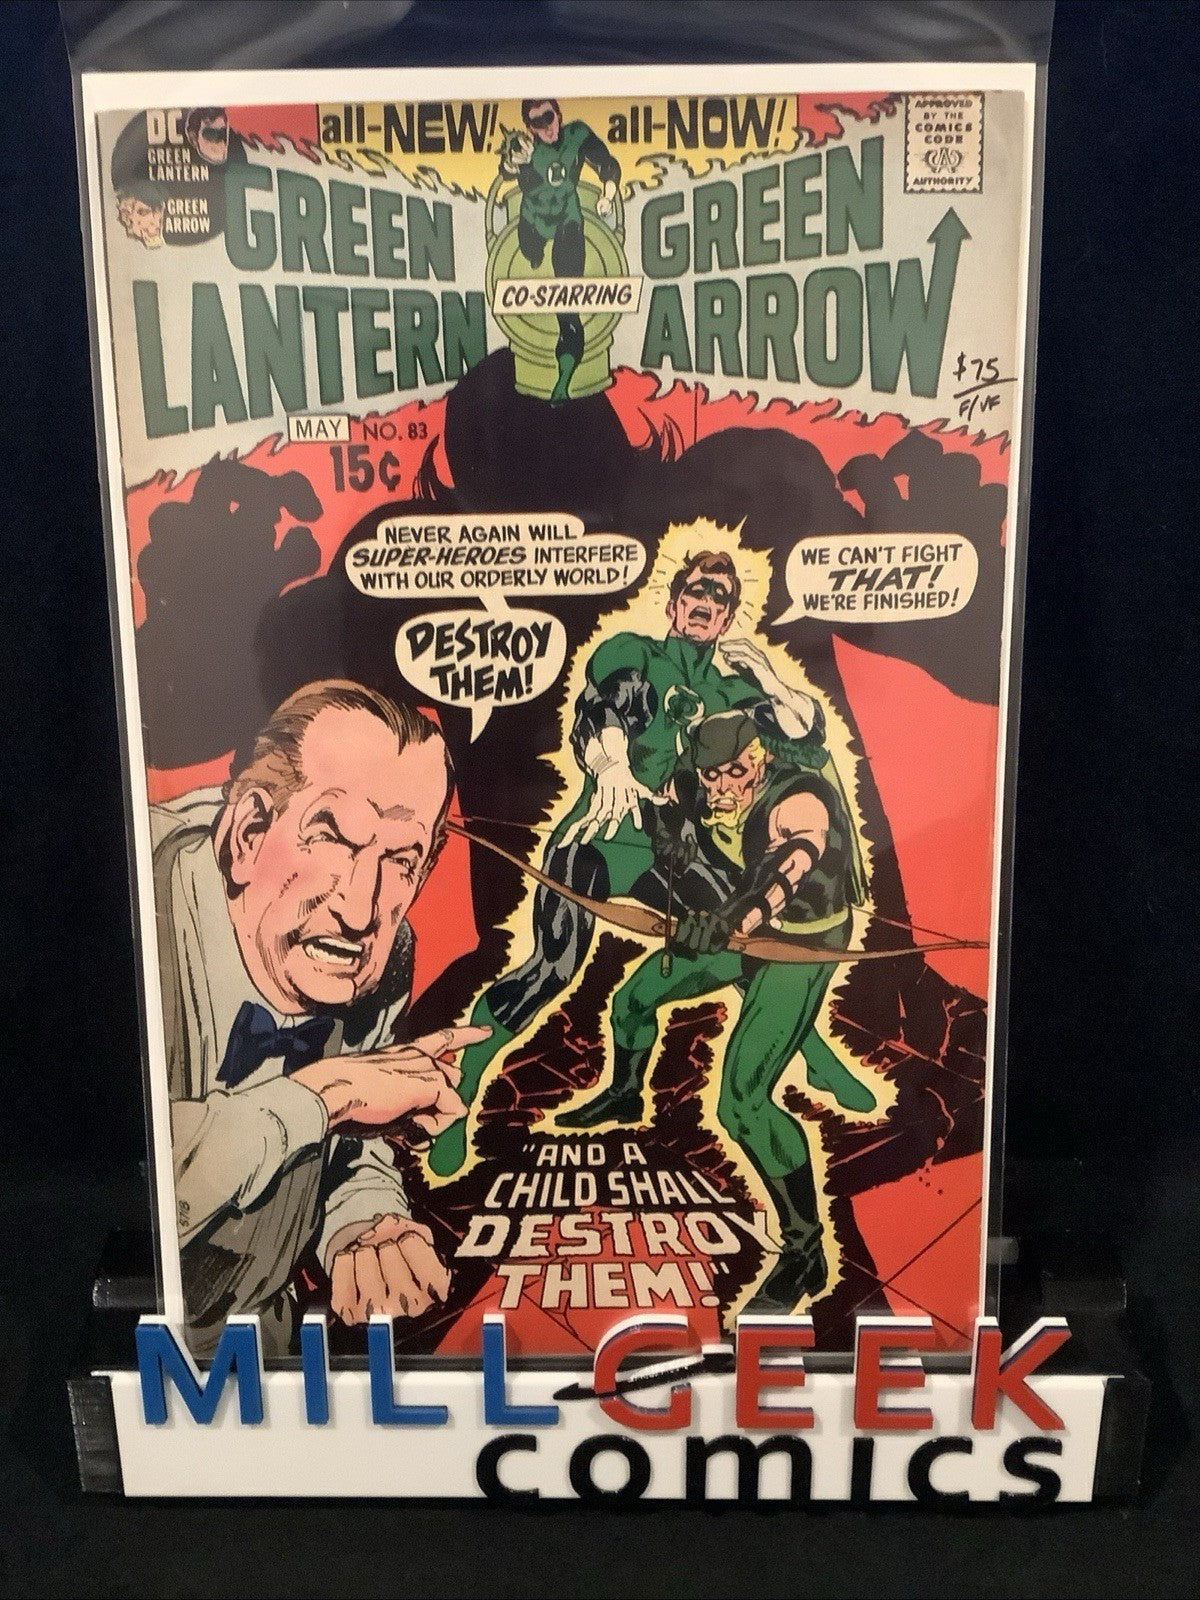 all-NEW! all-NOW!
DC
GREEN
LANTERN
GREEN
ARROW
APPROVED
BY THE
COMICS
CODE
CA
AUTHORITY
GREEN
LANTERN
CO-STARRING
GREEN
ARROW
$75
F/VF
MAY NO. 83
15¢
NEVER AGAIN WILL
SUPER-HEROES INTERFERE
WITH OUR ORDERLY WORLD!
DESTROY
THEM!
WE CAN'T FIGHT
THAT!
WE'RE FINISHED!
"AND A
CHILD SHALL
DESTROY
THEM!"
MILL GEEK
comics